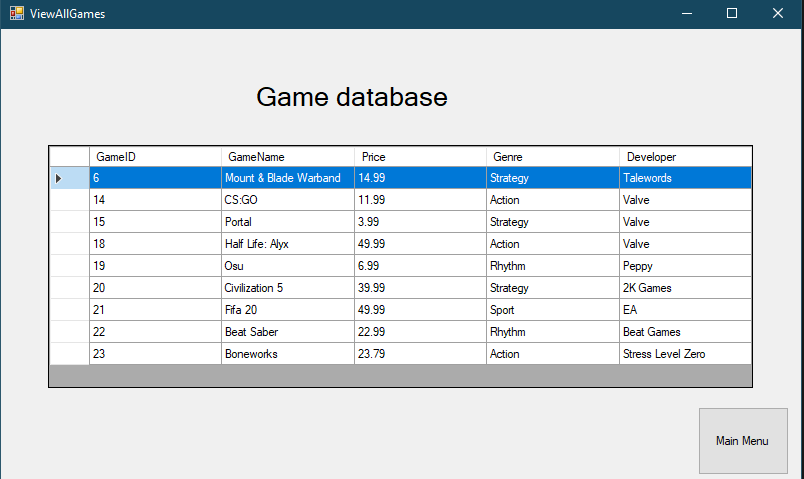 ViewAllGames
Game database
GameID GameName Price Genre Developer
6 Mount & Blade Warband 14.99 Strategy Talewords
14 CS:GO 11.99 Action Valve
15 Portal 3.99 Strategy Valve
18 Half Life: Alyx 49.99 Action Valve
19 Osu 6.99 Rhythm Peppy
20 Civilization 5 39.99 Strategy 2K Games
21 Fifa 20 49.99 Sport EA
22 Beat Saber 22.99 Rhythm Beat Games
23 Boneworks 23.79 Action Stress Level Zero
Main Menu